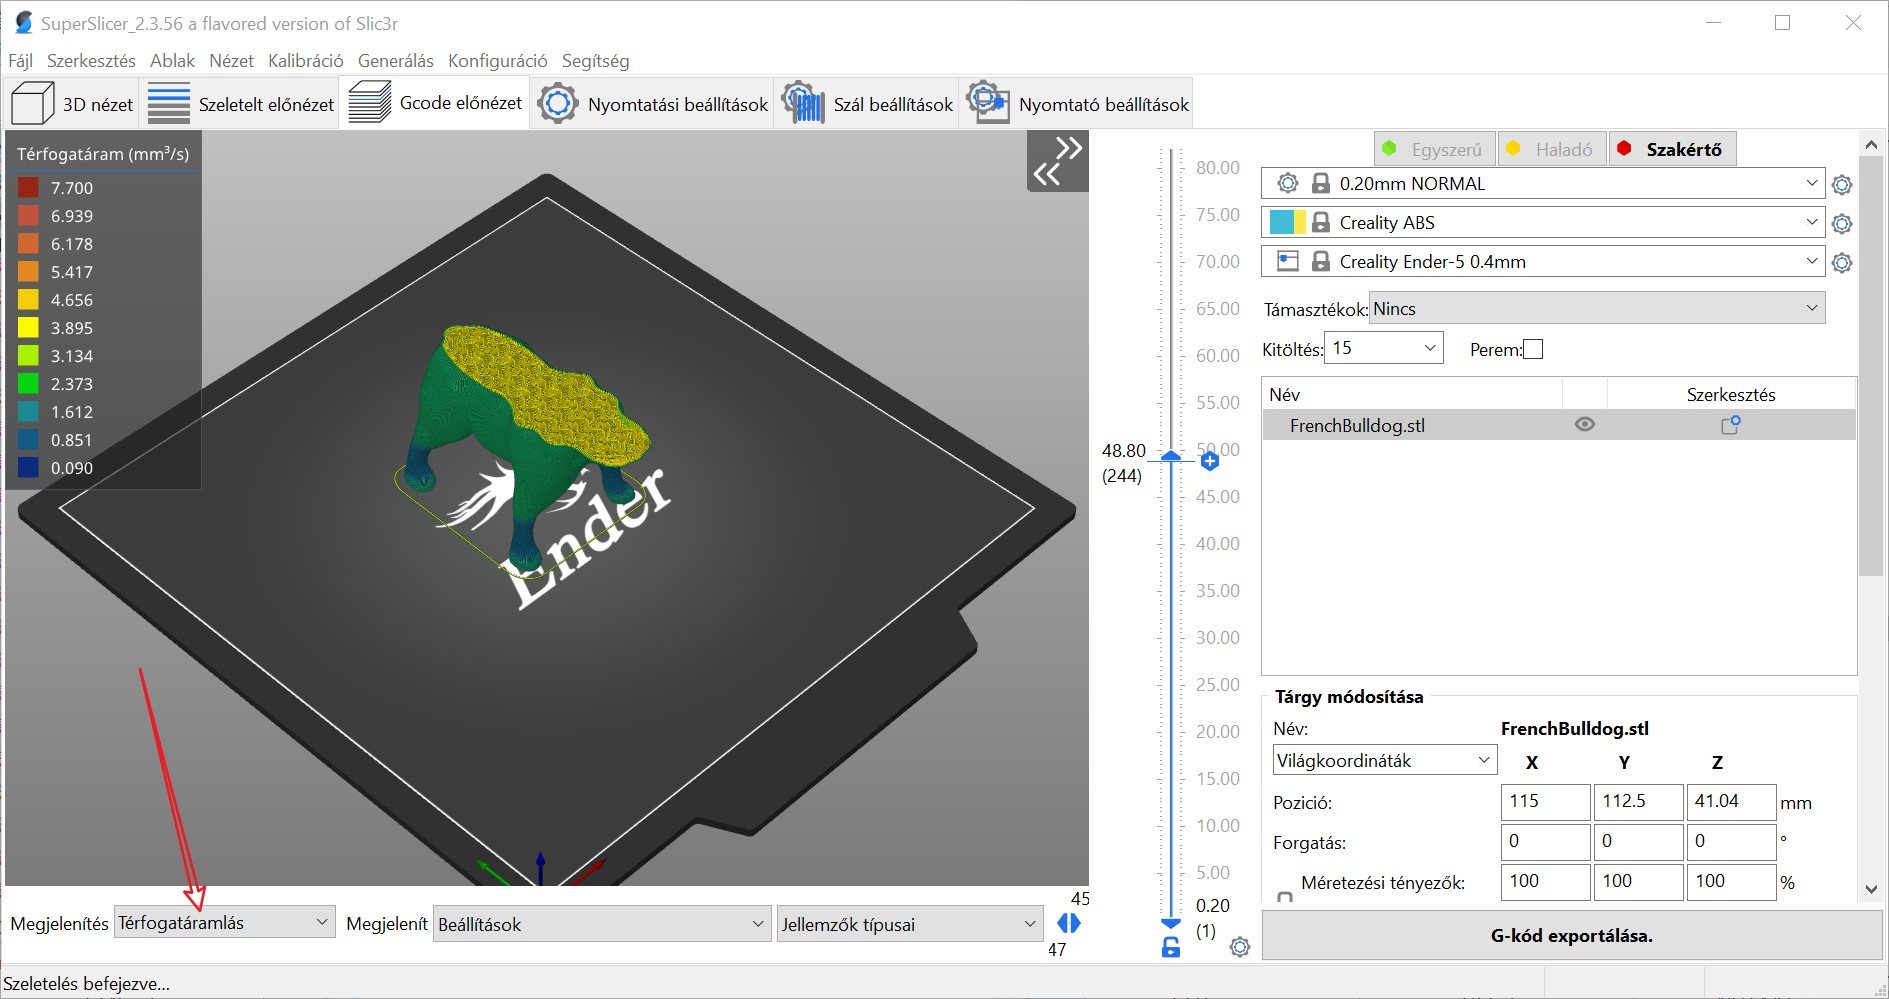 SuperSlicer_2.3.56 a flavored version of Slic3r
Fájl Szerkesztés Ablak Nézet Kalibráció Generálás Konfiguráció Segítség
3D nézet Szeletelt előnézet Gcode előnézet Nyomtatási beállítások Szál beállítások Nyomtató beállítások
Térfogatáram (mm³/s)
7.700
6.939
6.178
5.417
4.656
3.895
3.134
2.373
1.612
0.851
0.090
Ender
80.00
75.00
70.00
65.00
60.00
55.00
50.00
48.80
(244)
45.00
40.00
35.00
30.00
25.00
20.00
15.00
10.00
5.00
0.20
(1)
Egyszerű Haladó Szakértő
0.20mm NORMAL
Creality ABS
Creality Ender-5 0.4mm
Támasztékok: Nincs
Kitöltés: 15 Perem:
Név Szerkesztés
FrenchBulldog.stl
Tárgy módosítása
Név: FrenchBulldog.stl
Világkoordináták X Y Z
Pozició: 115 112.5 41.04 mm
Forgatás: 0 0 0 °
Méretezési tényezők: 100 100 100 %
G-kód exportálása.
Megjelenítés Térfogatáramlás Megjelenít Beállítások Jellemzők típusai
45
47
Szeletelés befejezve...